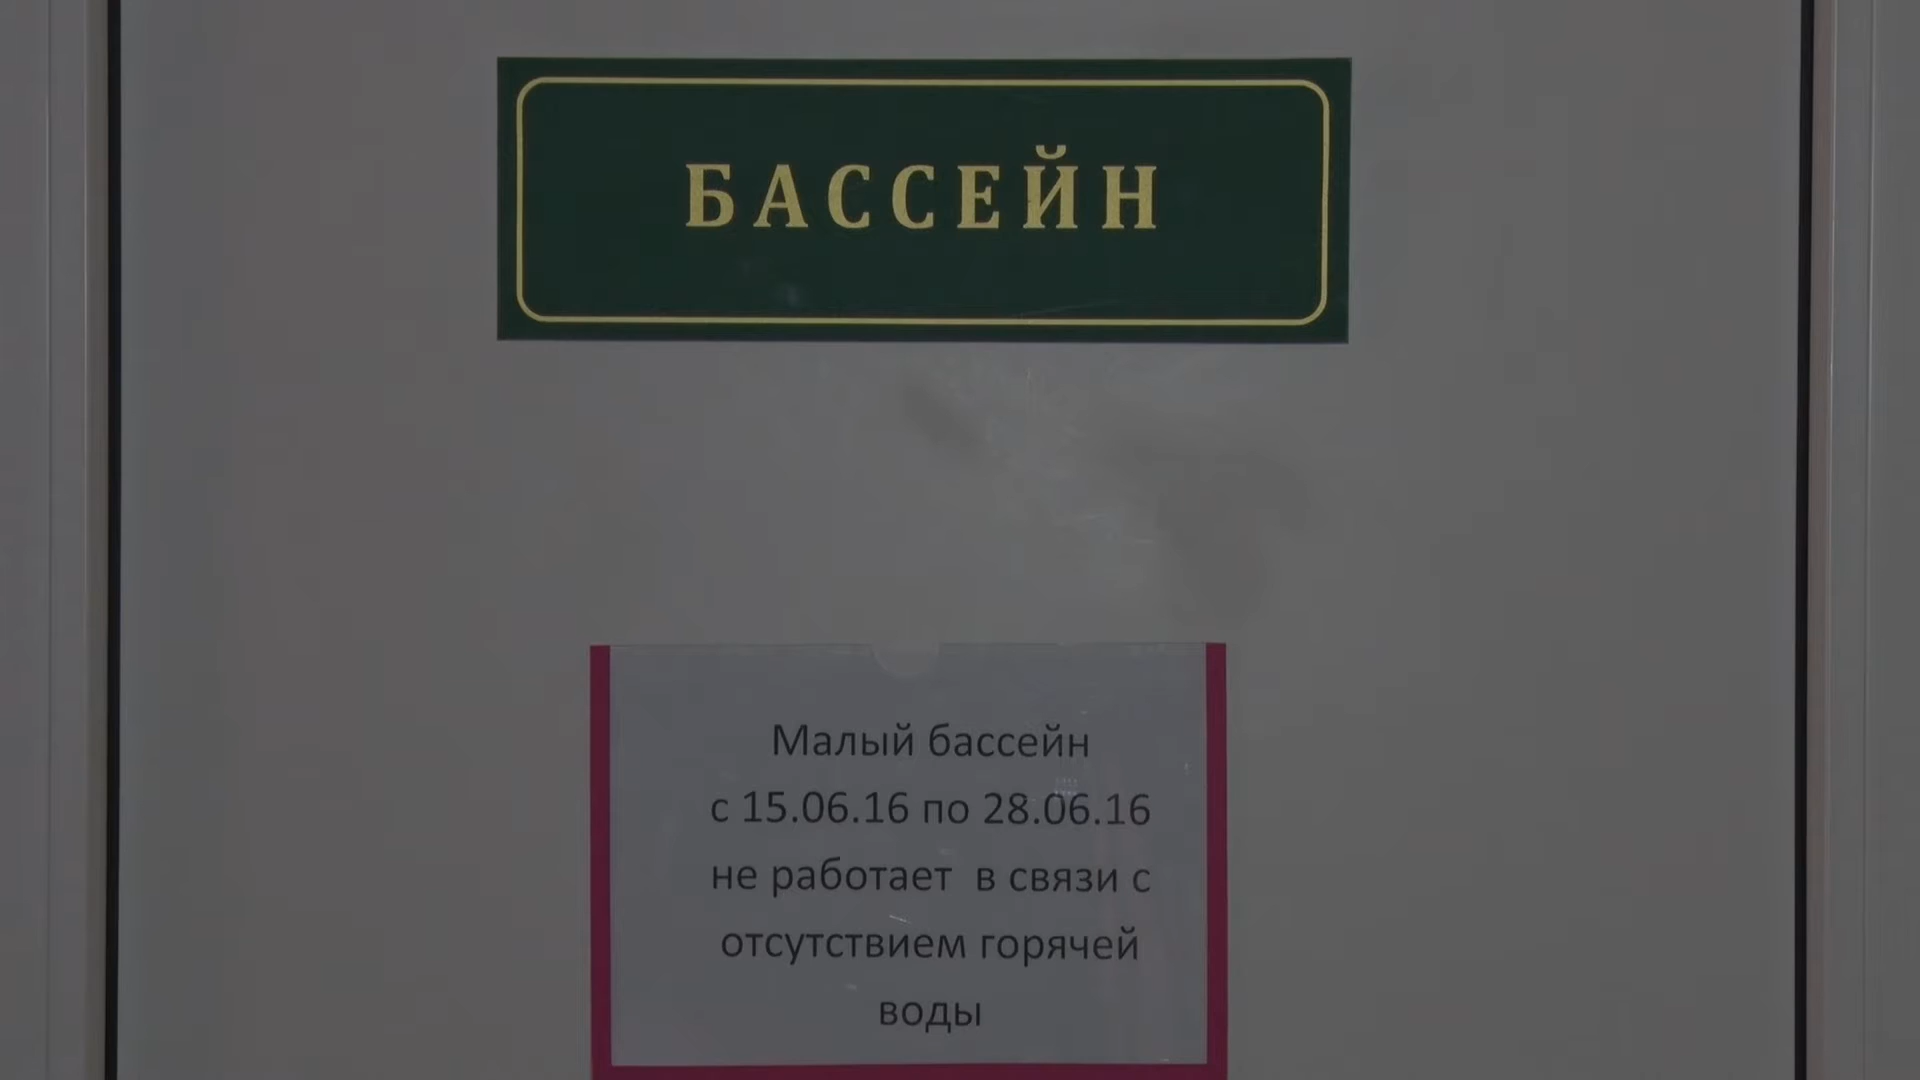 БАССЕЙН
Малый бассейн
с 15.06.16 по 28.06.16
не работает в связи с
отсутствием горячей
воды